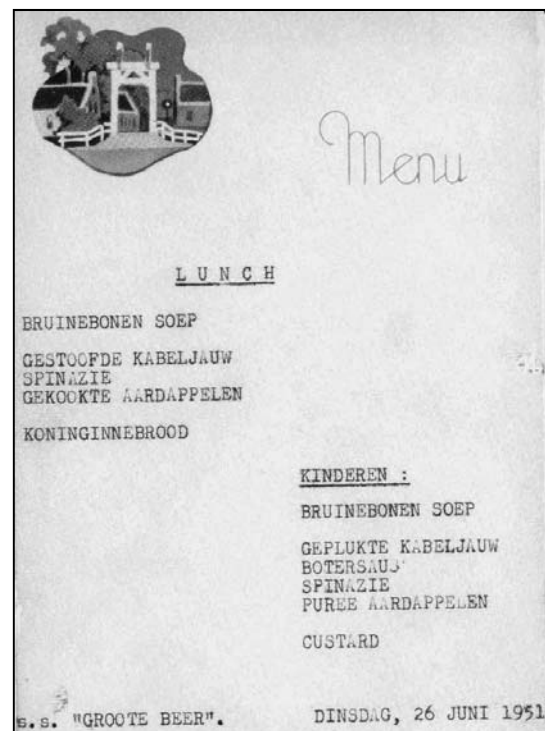 Menu
LUNCH
BRUINEBONEN SOEP
GESTOOFDE KABELJAUW
SPINAZIE
GEKOOKTE AARDAPPELEN
KONINGINNEBROOD
KINDEREN :
BRUINEBONEN SOEP
GEPLUKTE KABELJAUW
BOTERSAUS
SPINAZIE
PUREE AARDAPPELEN
CUSTARD
s.s. "GROOTE BEER".
DINSDAG, 26 JUNI 1951